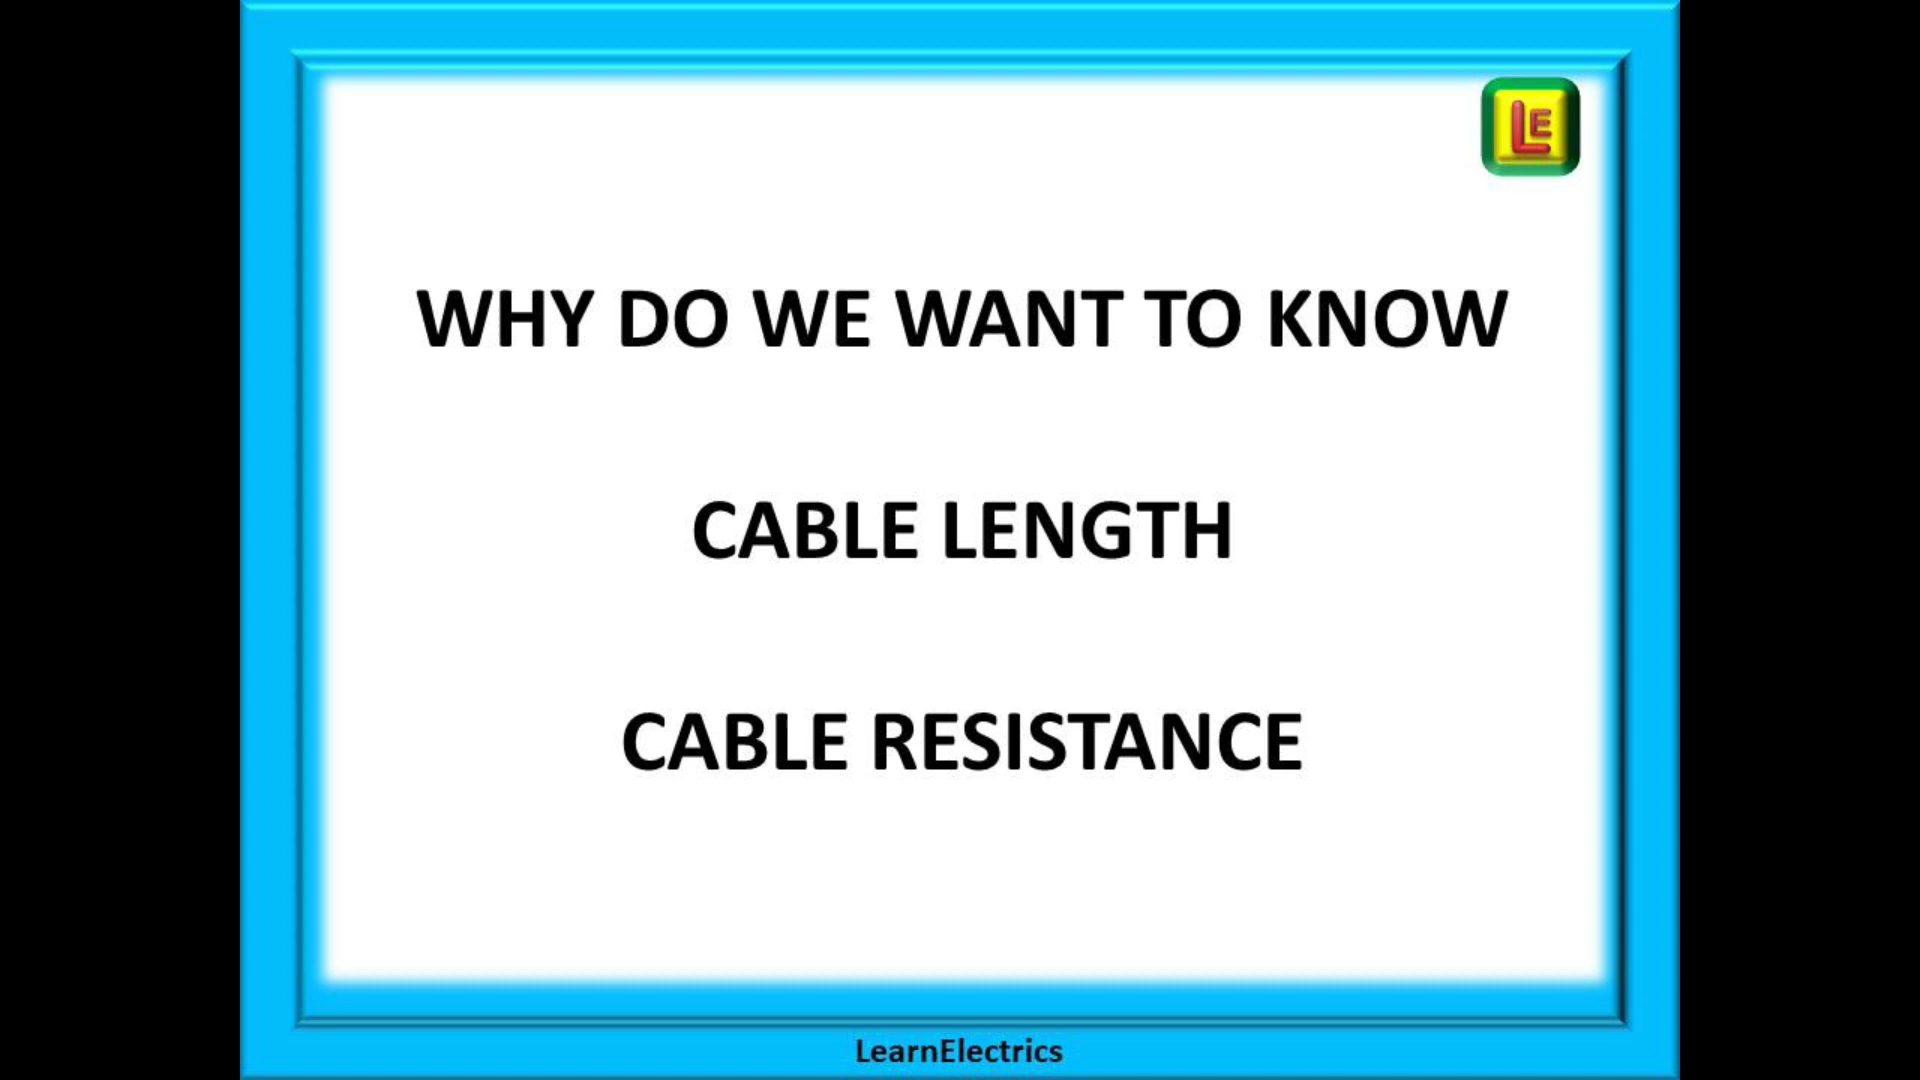 LE
WHY DO WE WANT TO KNOW
CABLE LENGTH
CABLE RESISTANCE
LearnElectrics